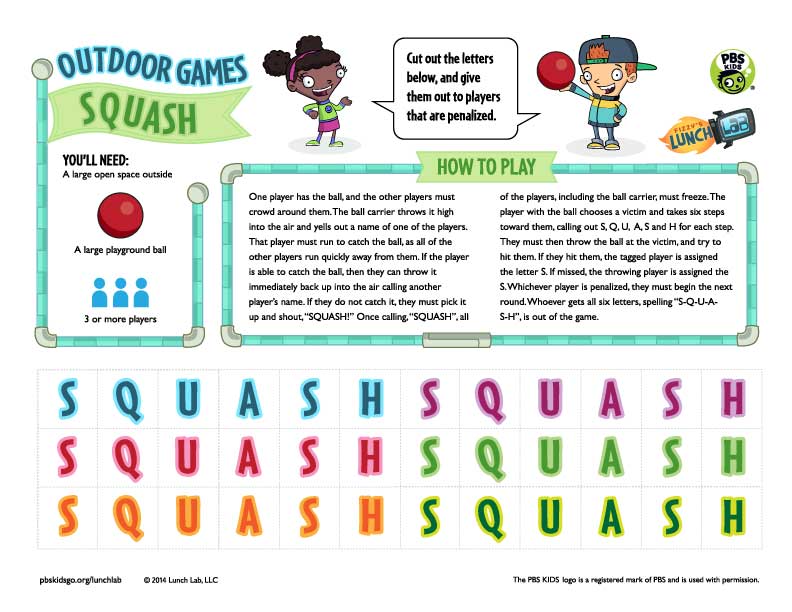 OUTDOOR GAMES
SQUASH
Cut out the letters
below, and give
them out to players
that are penalized.
PBS
KIDS
FIZZY'S
LUNCH LAB
YOU'LL NEED:
A large open space outside
A large playground ball
3 or more players
HOW TO PLAY
One player has the ball, and the other players must
crowd around them. The ball carrier throws it high
into the air and yells out a name of one of the players.
That player must run to catch the ball, as all of the
other players run quickly away from them. If the player
is able to catch the ball, then they can throw it
immediately back up into the air calling another
player's name. If they do not catch it, they must pick it
up and shout, "SQUASH!" Once calling, "SQUASH", all
of the players, including the ball carrier, must freeze. The
player with the ball chooses a victim and takes six steps
toward them, calling out S, Q, U, A, S and H for each step.
They must then throw the ball at the victim, and try to
hit them. If they hit them, the tagged player is assigned
the letter S. If missed, the throwing player is assigned the
S. Whichever player is penalized, they must begin the next
round. Whoever gets all six letters, spelling "S-Q-U-A-
S-H", is out of the game.
S Q U A S H S Q U A S H
S Q U A S H S Q U A S H
S Q U A S H S Q U A S H
pbskidsgo.org/lunchlab © 2014 Lunch Lab, LLC
The PBS KIDS logo is a registered mark of PBS and is used with permission.